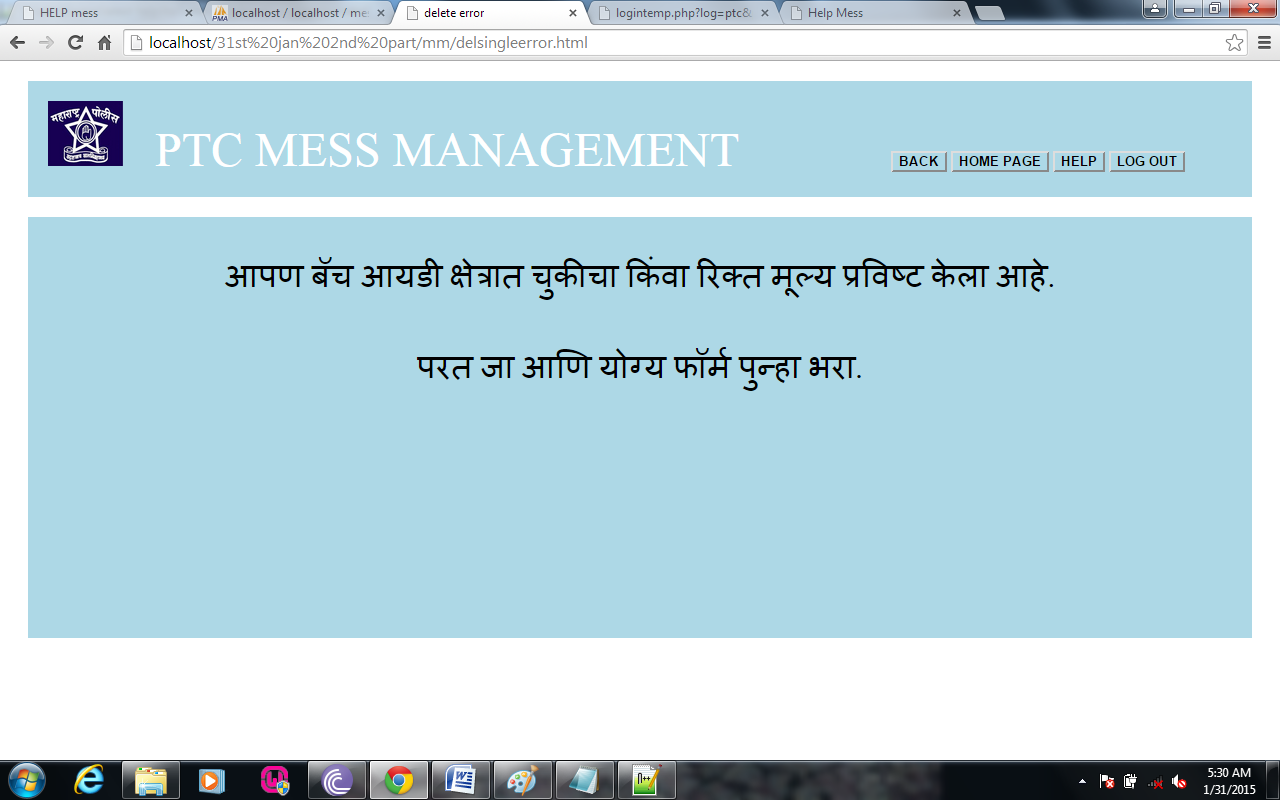 HELP mess
localhost / localhost / me
delete error
logintemp.php?log=ptc&
Help Mess
localhost/31st%20jan%202nd%20part/mm/delsingleerror.html
महाराष्ट्र पोलीस
PTC MESS MANAGEMENT
BACK HOME PAGE HELP LOG OUT
आपण बॅच आयडी क्षेत्रात चुकीचा किंवा रिक्त मूल्य प्रविष्ट केला आहे.
परत जा आणि योग्य फॉर्म पुन्हा भरा.
5:30 AM
1/31/2015